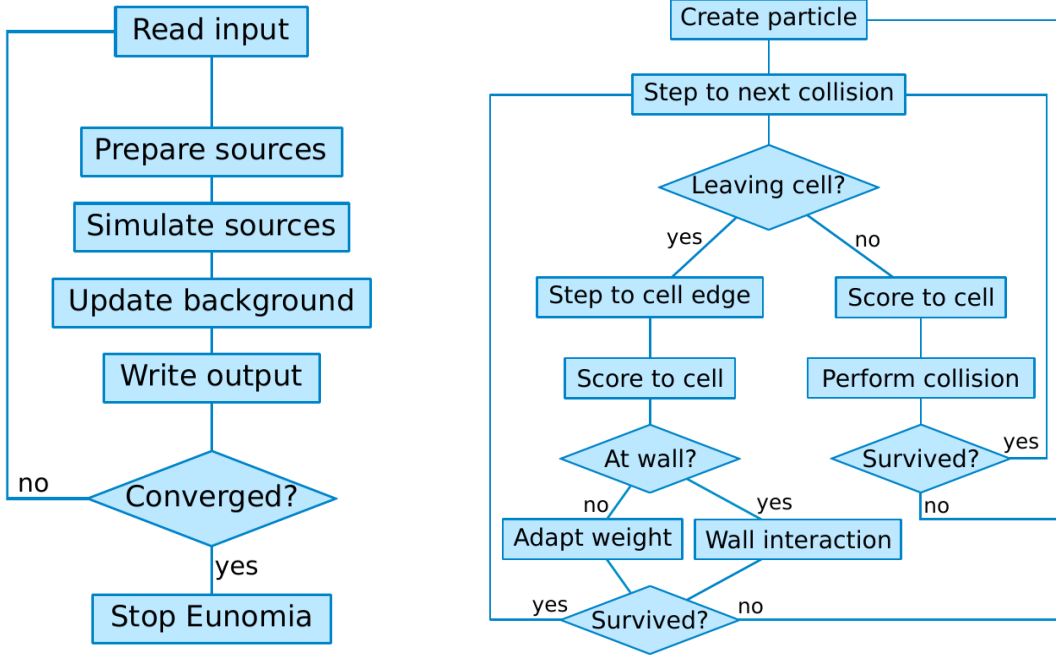 Read input
Prepare sources
Simulate sources
Update background
Write output
no
Converged?
yes
Stop Eunomia
Create particle
Step to next collision
Leaving cell?
yes
no
Step to cell edge
Score to cell
Score to cell
Perform collision
At wall?
Survived?
yes
no
yes
no
Adapt weight
Wall interaction
yes
Survived?
no